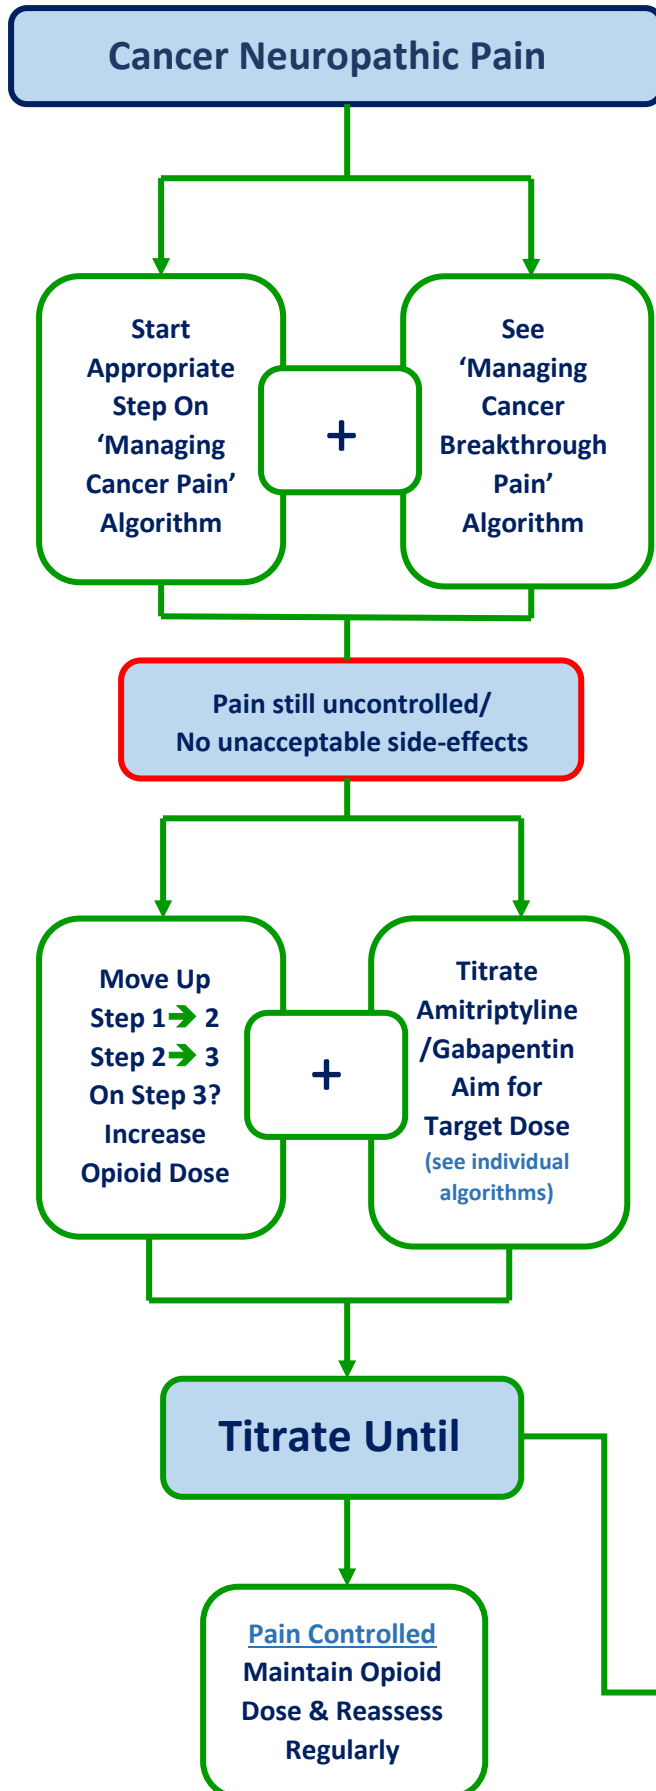 Cancer Neuropathic Pain
Start
Appropriate
Step On
‘Managing
Cancer Pain’
Algorithm
+
See
‘Managing
Cancer
Breakthrough
Pain’
Algorithm
Pain still uncontrolled/
No unacceptable side-effects
Move Up
Step 1➔ 2
Step 2➔ 3
On Step 3?
Increase
Opioid Dose
+
Titrate
Amitriptyline
/Gabapentin
Aim for
Target Dose
(see individual
algorithms)
Titrate Until
Pain Controlled
Maintain Opioid
Dose & Reassess
Regularly